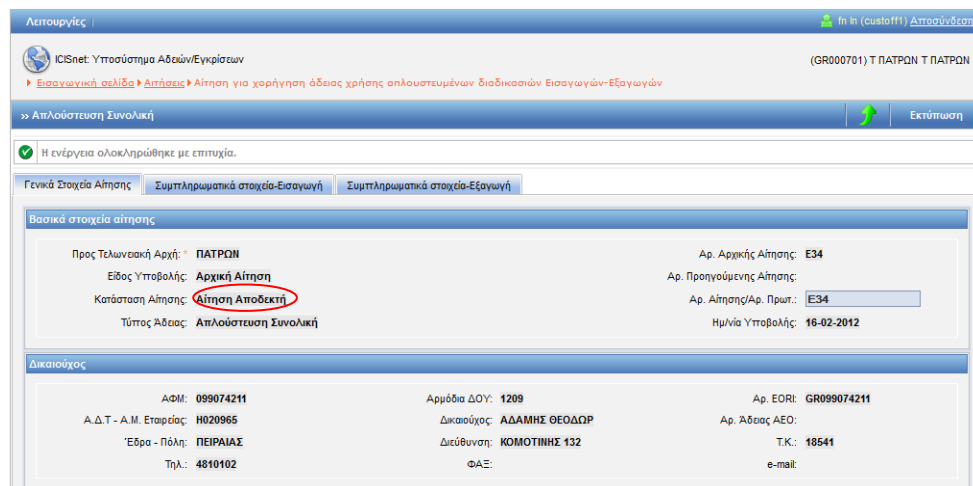 Λειτουργίες fn ln (custoff1) Αποσύνδεση
ICISnet: Υποσύστημα Αδειών/Εγκρίσεων (GR000701) Τ ΠΑΤΡΩΝ Τ ΠΑΤΡΩΝ
Εισαγωγική σελίδα Αιτήσεις Αίτηση για χορήγηση άδειας χρήσης απλουστευμένων διαδικασιών Εισαγωγών-Εξαγωγών
» Απλούστευση Συνολική Εκτύπωση
Η ενέργεια ολοκληρώθηκε με επιτυχία.
Γενικά Στοιχεία Αίτησης Συμπληρωματικά στοιχεία-Εισαγωγή Συμπληρωματικά στοιχεία-Εξαγωγή
Βασικά στοιχεία αίτησης
Προς Τελωνειακή Αρχή: * ΠΑΤΡΩΝ Αρ. Αρχικής Αίτησης: E34
Είδος Υποβολής: Αρχική Αίτηση Αρ. Προηγούμενης Αίτησης:
Κατάσταση Αίτησης: Αίτηση Αποδεκτή Αρ. Αίτησης/Αρ. Πρωτ.: E34
Τύπος Άδειας: Απλούστευση Συνολική Ημ/νία Υποβολής: 16-02-2012
Δικαιούχος
ΑΦΜ: 099074211 Αρμόδια ΔΟΥ: 1209 Αρ. EORI: GR099074211
Α.Δ.Τ - Α.Μ. Εταιρείας: H020965 Δικαιούχος: ΑΔΑΜΗΣ ΘΕΟΔΩΡ Αρ. Άδειας ΑΕΟ:
Έδρα - Πόλη: ΠΕΙΡΑΙΑΣ Διεύθυνση: ΚΟΜΟΤΙΝΗΣ 132 Τ.Κ.: 18541
Τηλ.: 4810102 ΦΑΞ: e-mail: